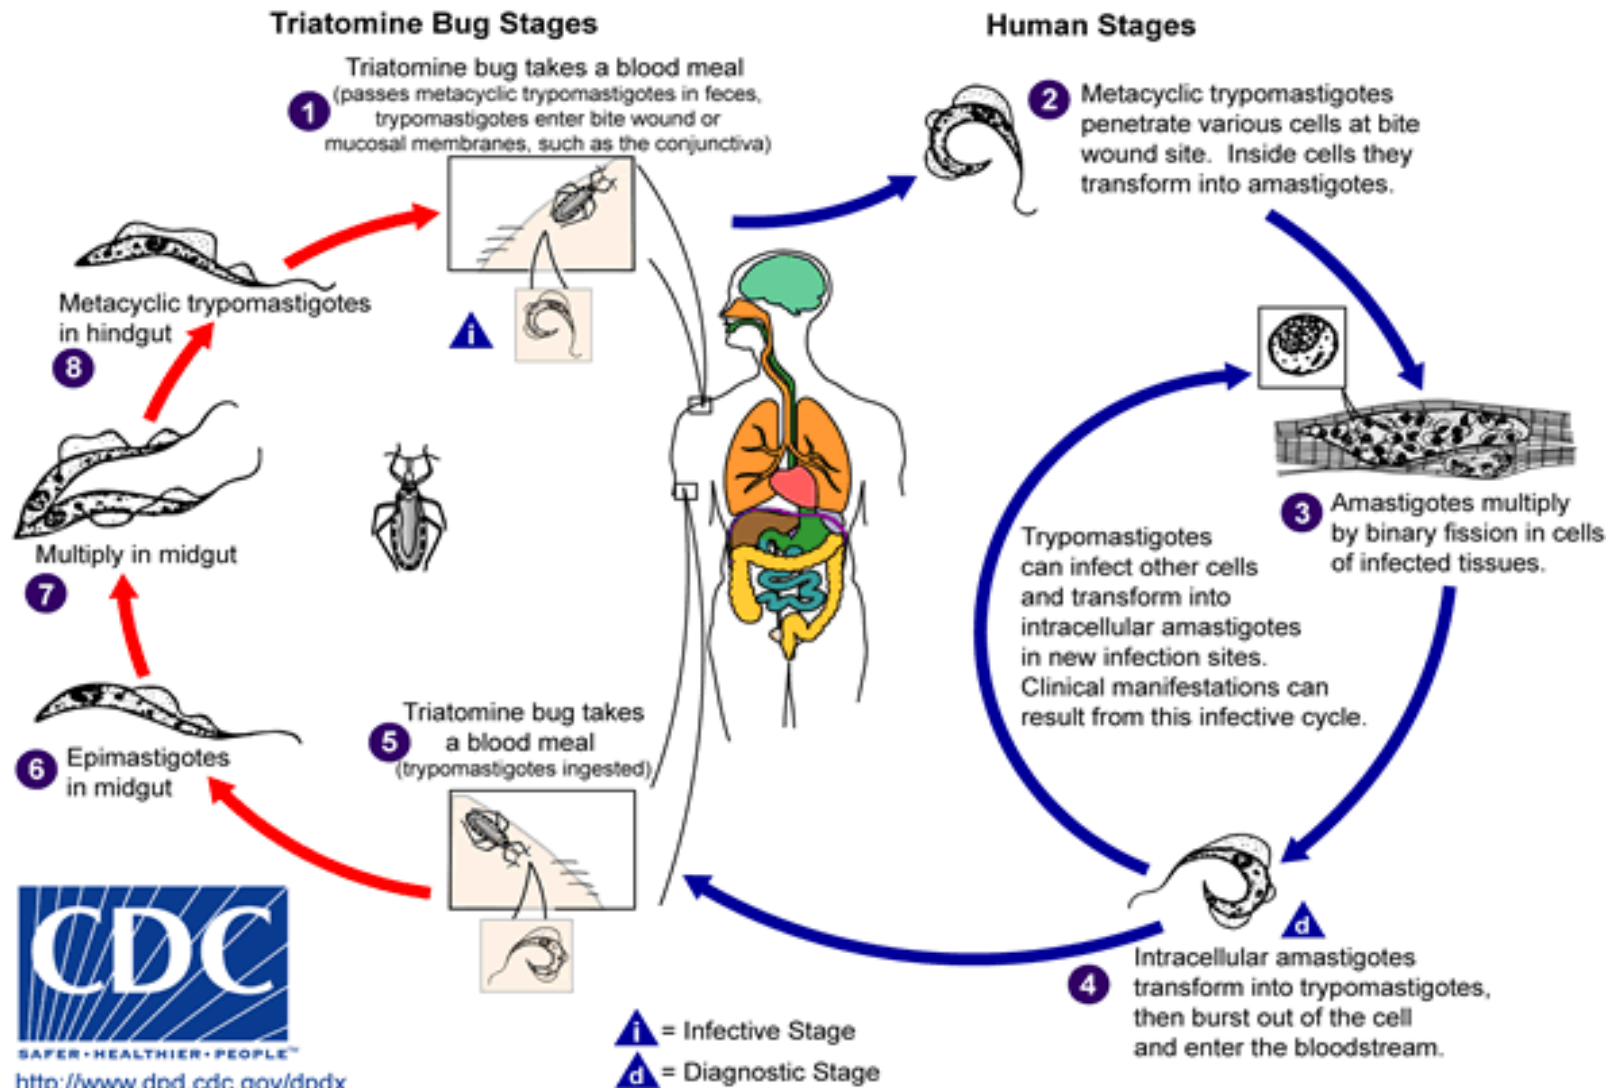 Triatomine Bug Stages
Human Stages
1
Triatomine bug takes a blood meal
(passes metacyclic trypomastigotes in feces,
trypomastigotes enter bite wound or
mucosal membranes, such as the conjunctiva)
i
2
Metacyclic trypomastigotes
penetrate various cells at bite
wound site. Inside cells they
transform into amastigotes.
3
Amastigotes multiply
by binary fission in cells
of infected tissues.
Trypomastigotes
can infect other cells
and transform into
intracellular amastigotes
in new infection sites.
Clinical manifestations can
result from this infective cycle.
d
4
Intracellular amastigotes
transform into trypomastigotes,
then burst out of the cell
and enter the bloodstream.
5
Triatomine bug takes
a blood meal
(trypomastigotes ingested)
6
Epimastigotes
in midgut
Multiply in midgut
7
Metacyclic trypomastigotes
in hindgut
8
CDC
SAFER•HEALTHIER•PEOPLE™
http://www.dpd.cdc.gov/dpdx
i = Infective Stage
d = Diagnostic Stage